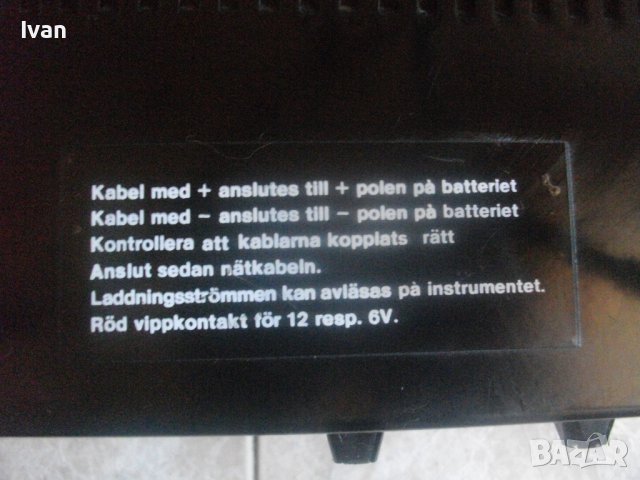 Ivan
Kabel med + anslutes till + polen på batteriet
Kabel med - anslutes till - polen på batteriet
Kontrollera att kablarna kopplats rätt
Anslut sedan nätkabeln.
Laddningsströmmen kan avläsas på instrumentet.
Röd vippkontakt för 12 resp. 6V.
BAZAR